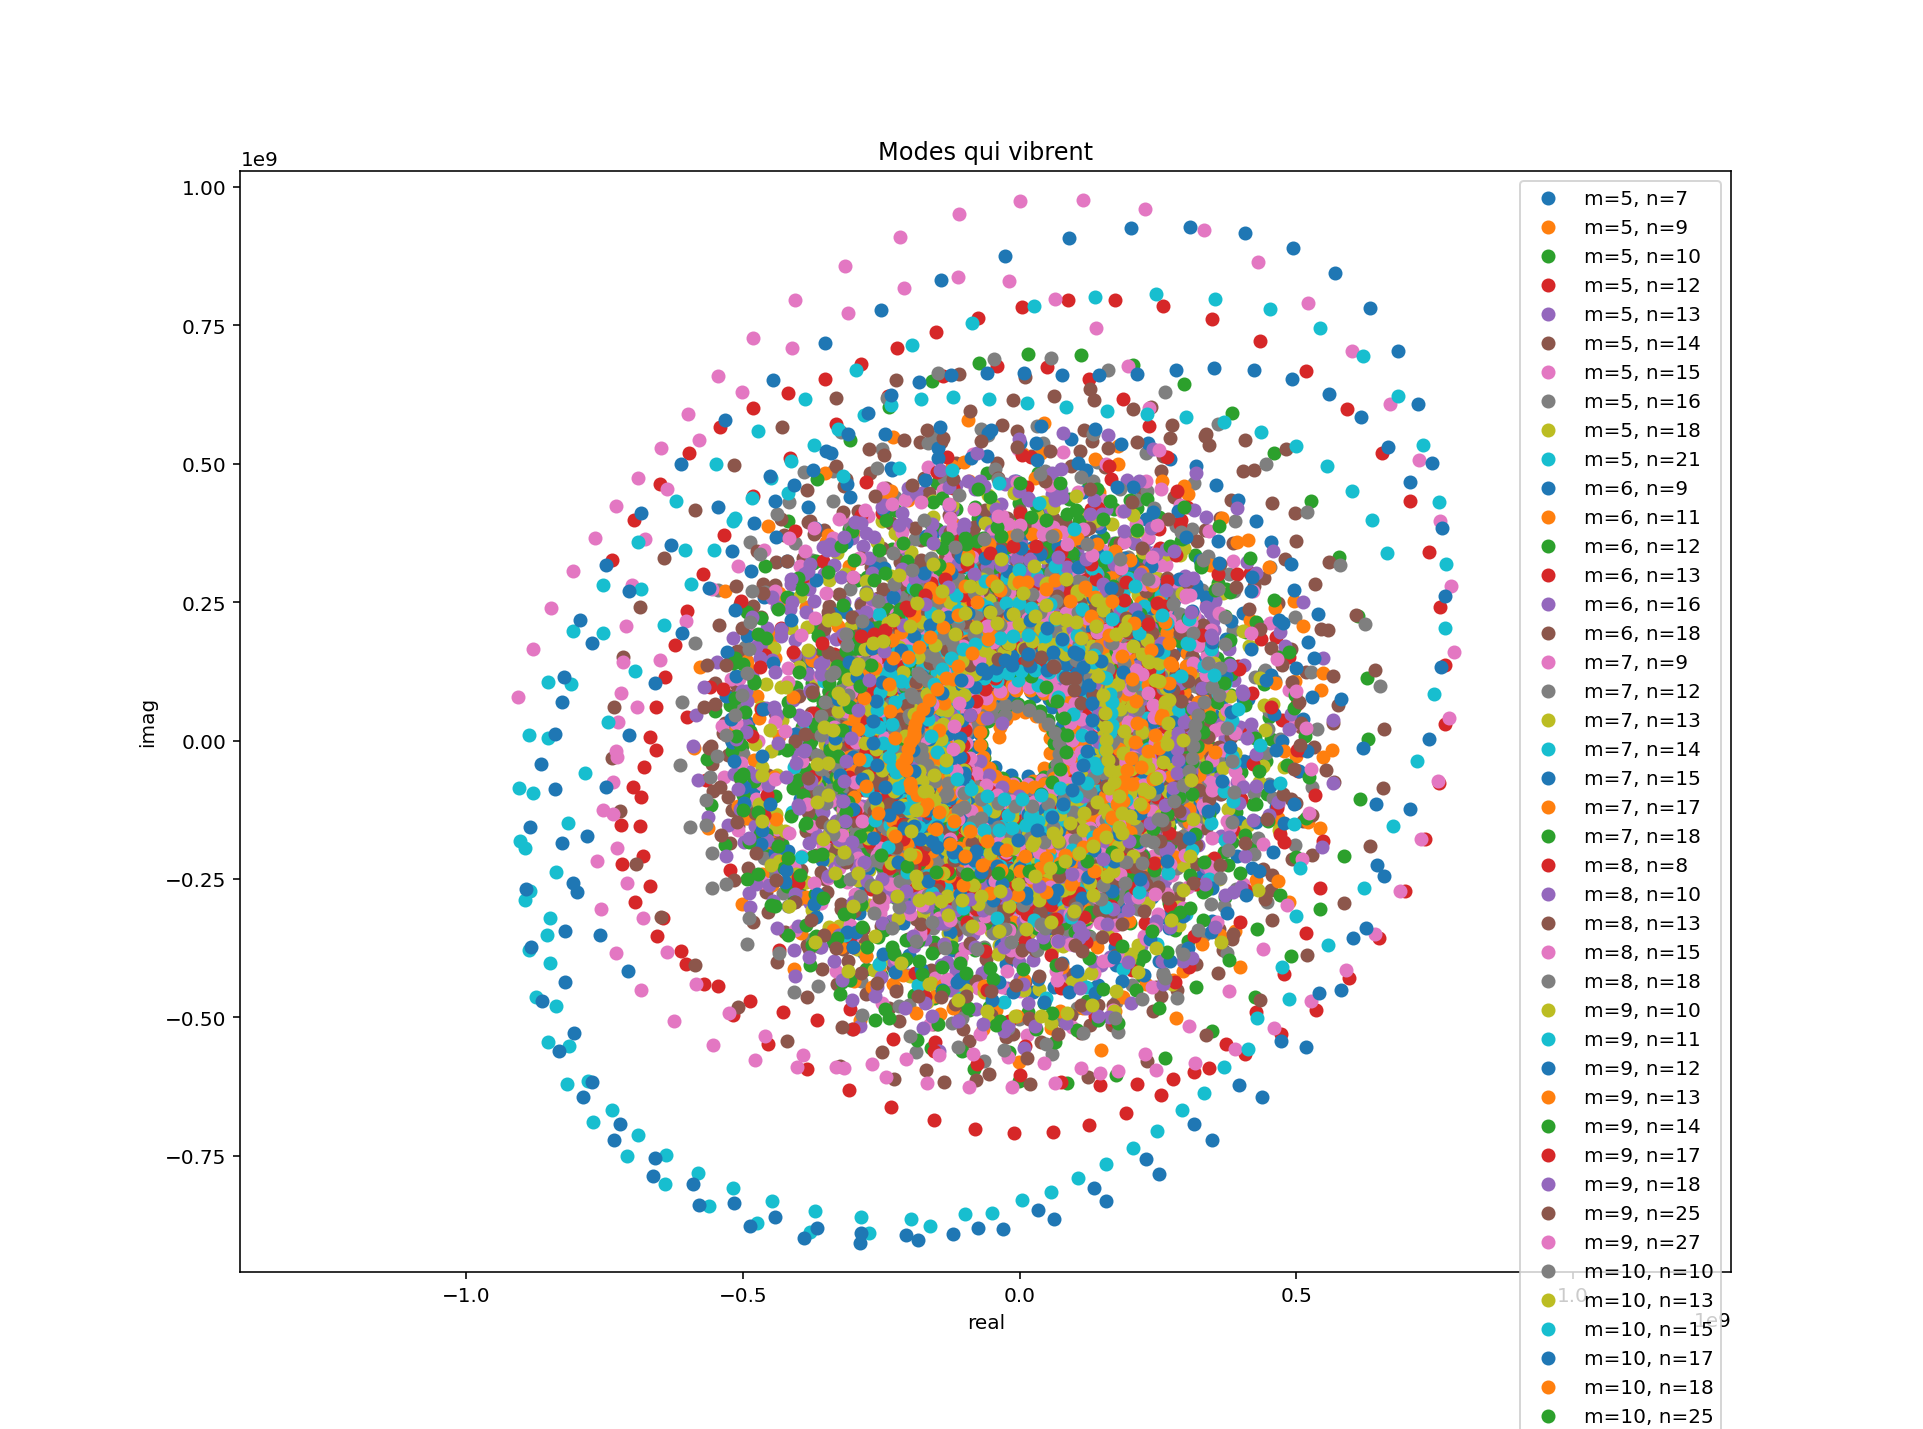 Modes qui vibrent
1e9
1.00
0.75
0.50
0.25
0.00
−0.25
−0.50
−0.75
imag
−1.0
−0.5
0.0
0.5
1.0
1e9
real
m=5, n=7
m=5, n=9
m=5, n=10
m=5, n=12
m=5, n=13
m=5, n=14
m=5, n=15
m=5, n=16
m=5, n=18
m=5, n=21
m=6, n=9
m=6, n=11
m=6, n=12
m=6, n=13
m=6, n=16
m=6, n=18
m=7, n=9
m=7, n=12
m=7, n=13
m=7, n=14
m=7, n=15
m=7, n=17
m=7, n=18
m=8, n=8
m=8, n=10
m=8, n=13
m=8, n=15
m=8, n=18
m=9, n=10
m=9, n=11
m=9, n=12
m=9, n=13
m=9, n=14
m=9, n=17
m=9, n=18
m=9, n=25
m=9, n=27
m=10, n=10
m=10, n=13
m=10, n=15
m=10, n=17
m=10, n=18
m=10, n=25